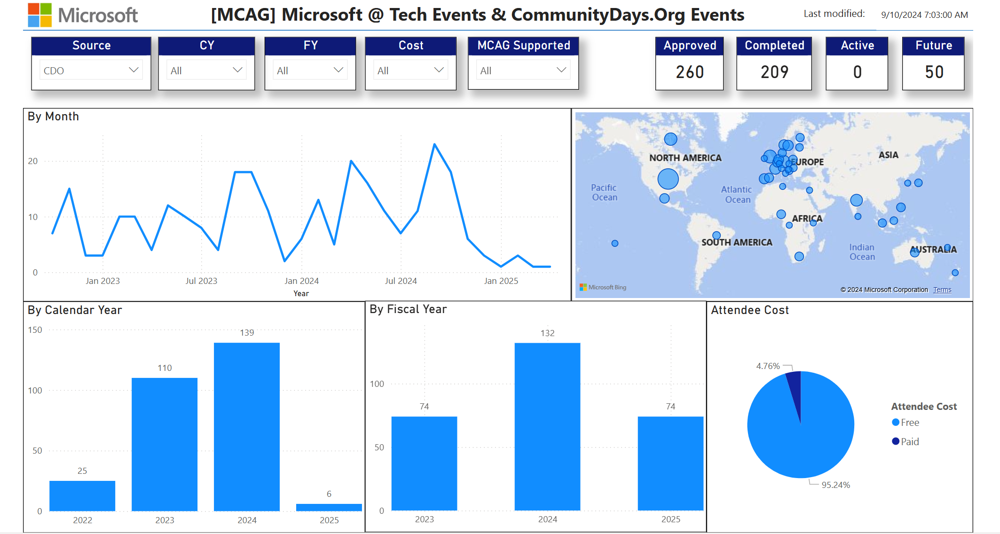 Microsoft
[MCAG] Microsoft @ Tech Events & CommunityDays.Org Events
Last modified: 9/10/2024 7:03:00 AM
Source
CDO
CY
All
FY
All
Cost
All
MCAG Supported
All
Approved
260
Completed
209
Active
0
Future
50
By Month
20
10
0
Jan 2023
Jul 2023
Jan 2024
Jul 2024
Jan 2025
Year
NORTH AMERICA
EUROPE
ASIA
Pacific
Ocean
Atlantic
Ocean
AFRICA
SOUTH AMERICA
Indian
Ocean
AUSTRALIA
Microsoft Bing
© 2024 Microsoft Corporation Terms
By Calendar Year
150
100
50
0
25
110
139
6
2022
2023
2024
2025
By Fiscal Year
100
50
0
74
132
74
2023
2024
2025
Attendee Cost
4.76%
95.24%
Attendee Cost
Free
Paid